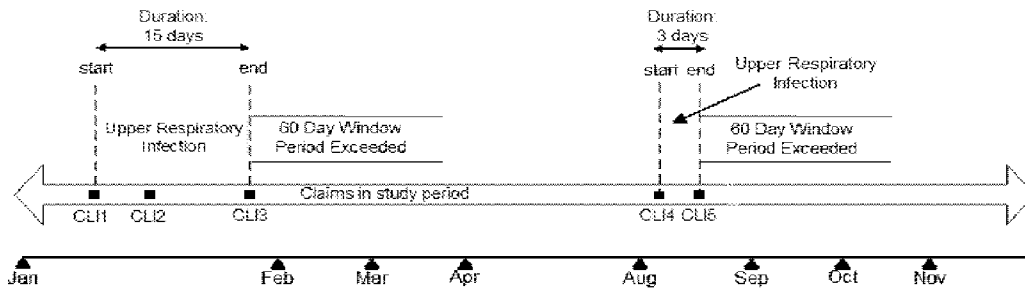 Duration:
15 days
start
end
Upper Respiratory
Infection
60 Day Window
Period Exceeded
Duration:
3 days
start end
Upper Respiratory
Infection
60 Day Window
Period Exceeded
Claims in study period
CLI1 CLI2 CLI3 CLI4 CLI5
Jan Feb Mar Apr Aug Sep Oct Nov